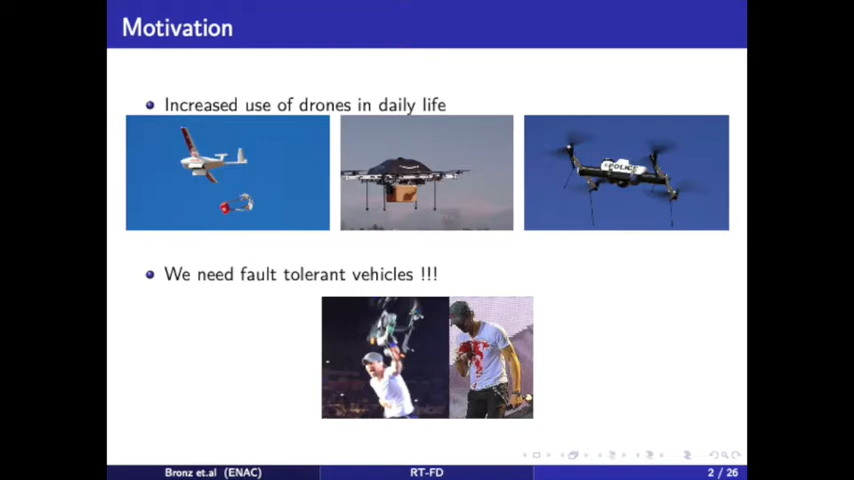 Motivation
Increased use of drones in daily life
POLICE
We need fault tolerant vehicles !!!
Bronz et.al (ENAC)
RT-FD
2 / 26